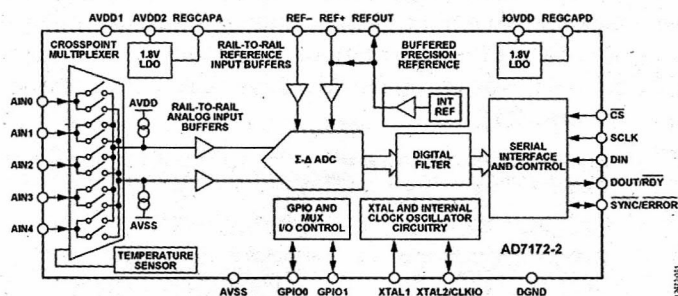 AVDD1 AVDD2 REGCAPA REF– REF+ REFOUT IOVDD REGCAPD
CROSSPOINT
MULTIPLEXER
1.8V
LDO
RAIL-TO-RAIL
REFERENCE
INPUT BUFFERS
BUFFERED
PRECISION
REFERENCE
1.8V
LDO
AVDD
RAIL-TO-RAIL
ANALOG INPUT
BUFFERS
INT
REF
AIN0
AIN1
AIN2
AIN3
AIN4
Σ-Δ ADC
DIGITAL
FILTER
SERIAL
INTERFACE
AND CONTROL
CS
SCLK
DIN
DOUT/RDY
SYNC/ERROR
AVSS
GPIO AND
MUX
I/O CONTROL
XTAL AND INTERNAL
CLOCK OSCILLATOR
CIRCUITRY
TEMPERATURE
SENSOR
AD7172-2
AVSS GPIO0 GPIO1 XTAL1 XTAL2/CLKIO DGND